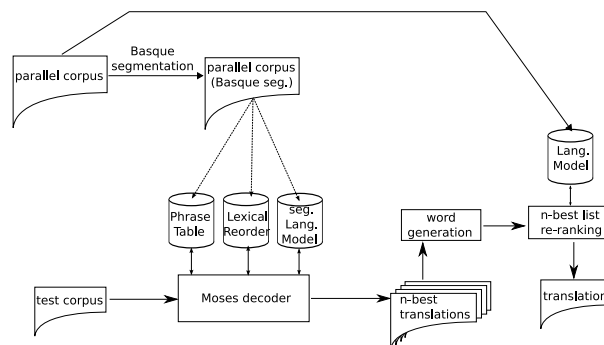 Basque
segmentation
parallel corpus
parallel corpus
(Basque seg.)
Lang.
Model
Phrase
Table
Lexical
Reorder
seg.
Lang.
Model
word
generation
n-best list
re-ranking
test corpus
Moses decoder
n-best
translations
translation